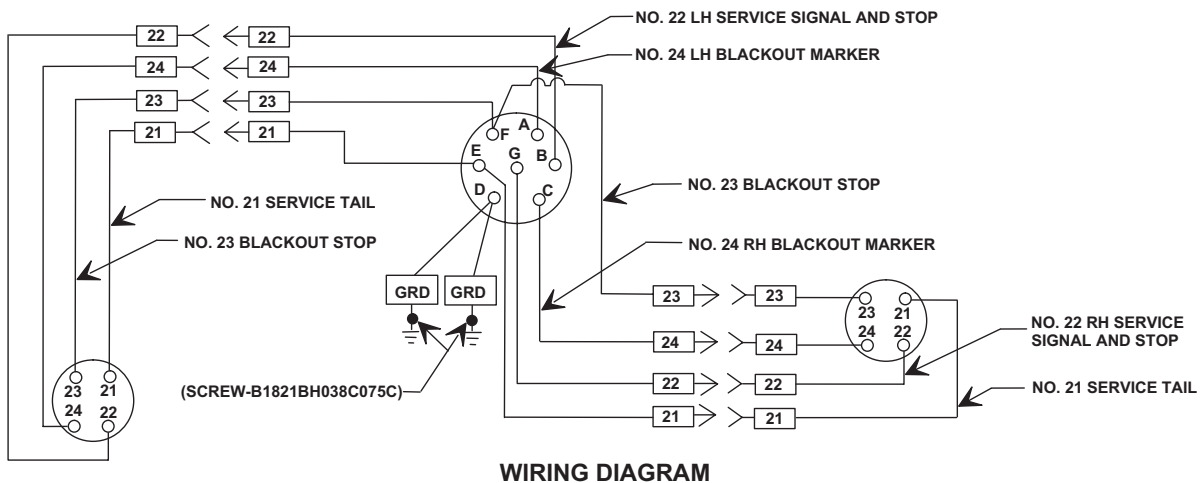 22 22
NO. 22 LH SERVICE SIGNAL AND STOP
24 24
NO. 24 LH BLACKOUT MARKER
23 23
21 21
F A
E G B
D C
NO. 23 BLACKOUT STOP
NO. 21 SERVICE TAIL
NO. 23 BLACKOUT STOP
NO. 24 RH BLACKOUT MARKER
GRD GRD
23 23
23 21
24 22
NO. 22 RH SERVICE
SIGNAL AND STOP
24 24
22 22
21 21
NO. 21 SERVICE TAIL
(SCREW-B1821BH038C075C)
23 21
24 22
WIRING DIAGRAM